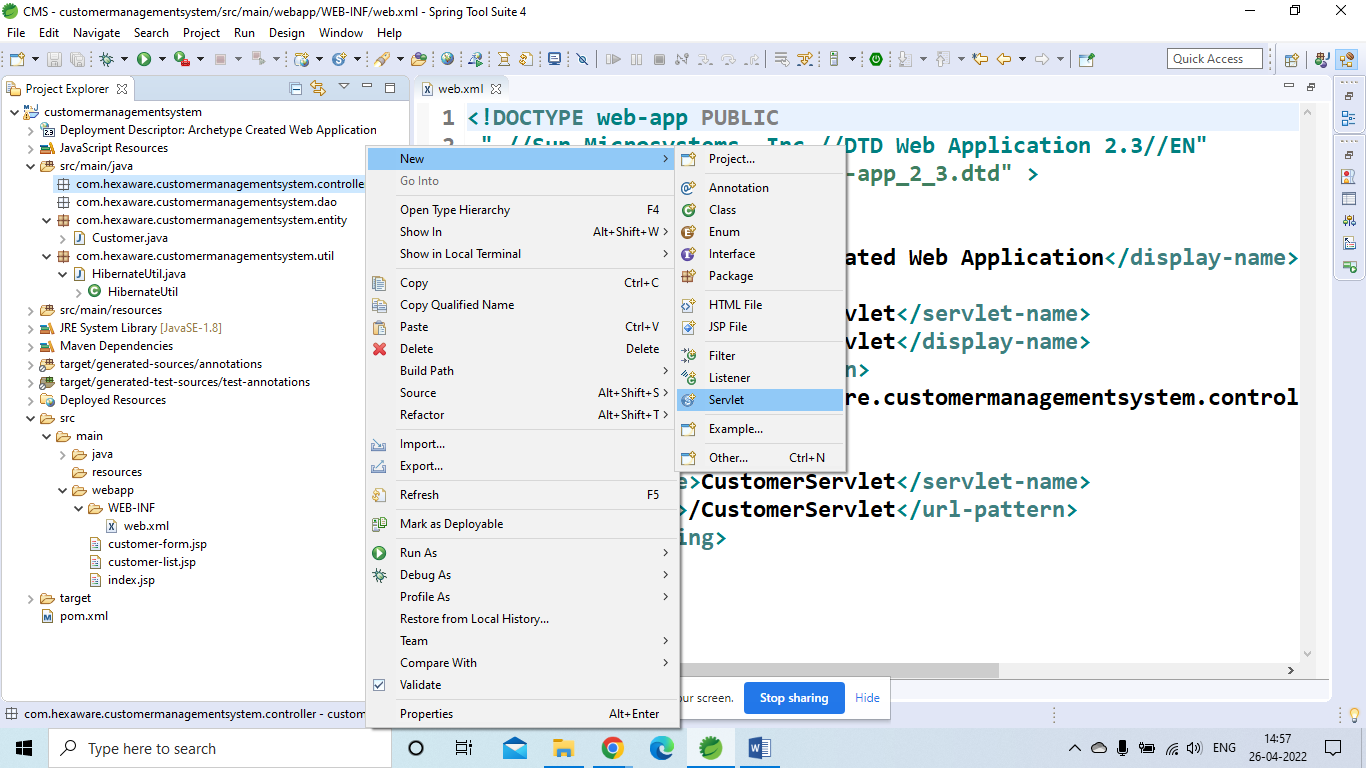 CMS - customermanagementsystem/src/main/webapp/WEB-INF/web.xml - Spring Tool Suite 4
File Edit Navigate Search Project Run Design Window Help
Quick Access
Project Explorer
web.xml
customermanagementsystem
Deployment Descriptor: Archetype Created Web Application
JavaScript Resources
src/main/java
com.hexaware.customermanagementsystem.controlle
com.hexaware.customermanagementsystem.dao
com.hexaware.customermanagementsystem.entity
Customer.java
com.hexaware.customermanagementsystem.util
HibernateUtil.java
HibernateUtil
src/main/resources
JRE System Library [JavaSE-1.8]
Maven Dependencies
target/generated-sources/annotations
target/generated-test-sources/test-annotations
Deployed Resources
src
main
java
resources
webapp
WEB-INF
web.xml
customer-form.jsp
customer-list.jsp
index.jsp
target
pom.xml
New
Go Into
Open Type Hierarchy F4
Show In Alt+Shift+W
Show in Local Terminal
Copy Ctrl+C
Copy Qualified Name
Paste Ctrl+V
Delete Delete
Build Path
Source Alt+Shift+S
Refactor Alt+Shift+T
Import...
Export...
Refresh F5
Mark as Deployable
Run As
Debug As
Profile As
Restore from Local History...
Team
Compare With
Validate
Properties Alt+Enter
Project...
Annotation
Class
Enum
Interface
Package
HTML File
JSP File
Filter
Listener
Servlet
Example...
Other... Ctrl+N
1 <!DOCTYPE web-app PUBLIC
//DTD Web Application 2.3//EN"
-app_2_3.dtd" >
ated Web Application</display-name>
vlet</servlet-name>
vlet</display-name>
n>
re.customermanagementsystem.control
e>CustomerServlet</servlet-name>
>/CustomerServlet</url-pattern>
ing>
our screen. Stop sharing Hide
com.hexaware.customermanagementsystem.controller - custom
Type here to search
ENG
14:57
26-04-2022